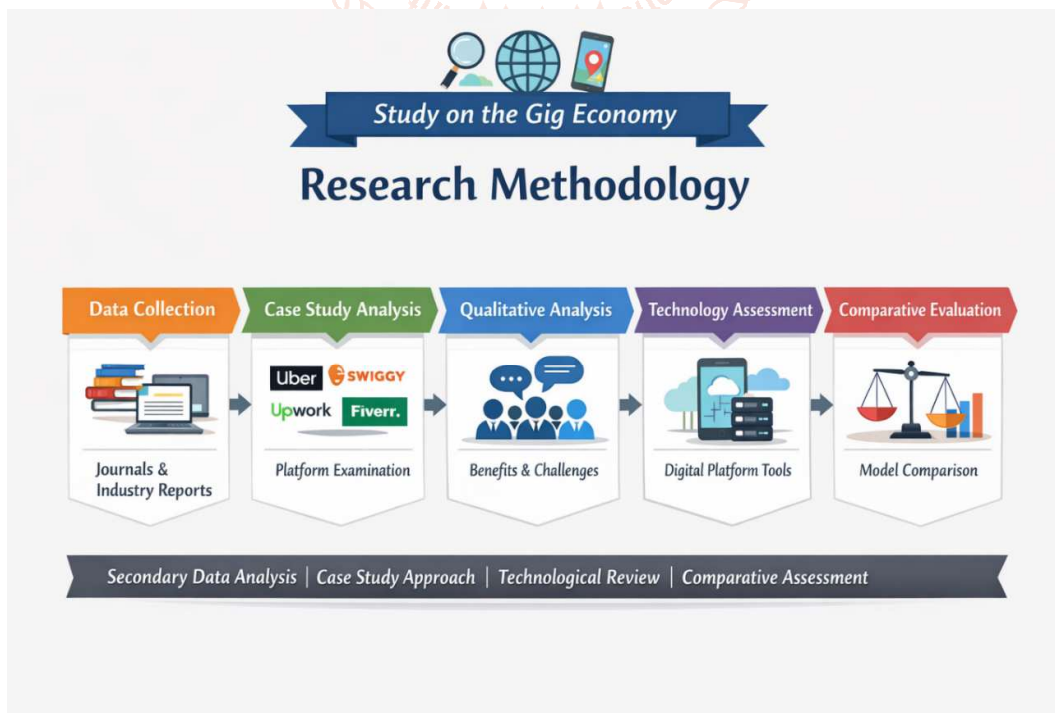 Study on the Gig Economy
Research Methodology
Data Collection
Case Study Analysis
Qualitative Analysis
Technology Assessment
Comparative Evaluation
Uber
SWIGGY
Upwork
Fiverr.
Journals &
Industry Reports
Platform Examination
Benefits & Challenges
Digital Platform Tools
Model Comparison
Secondary Data Analysis | Case Study Approach | Technological Review | Comparative Assessment